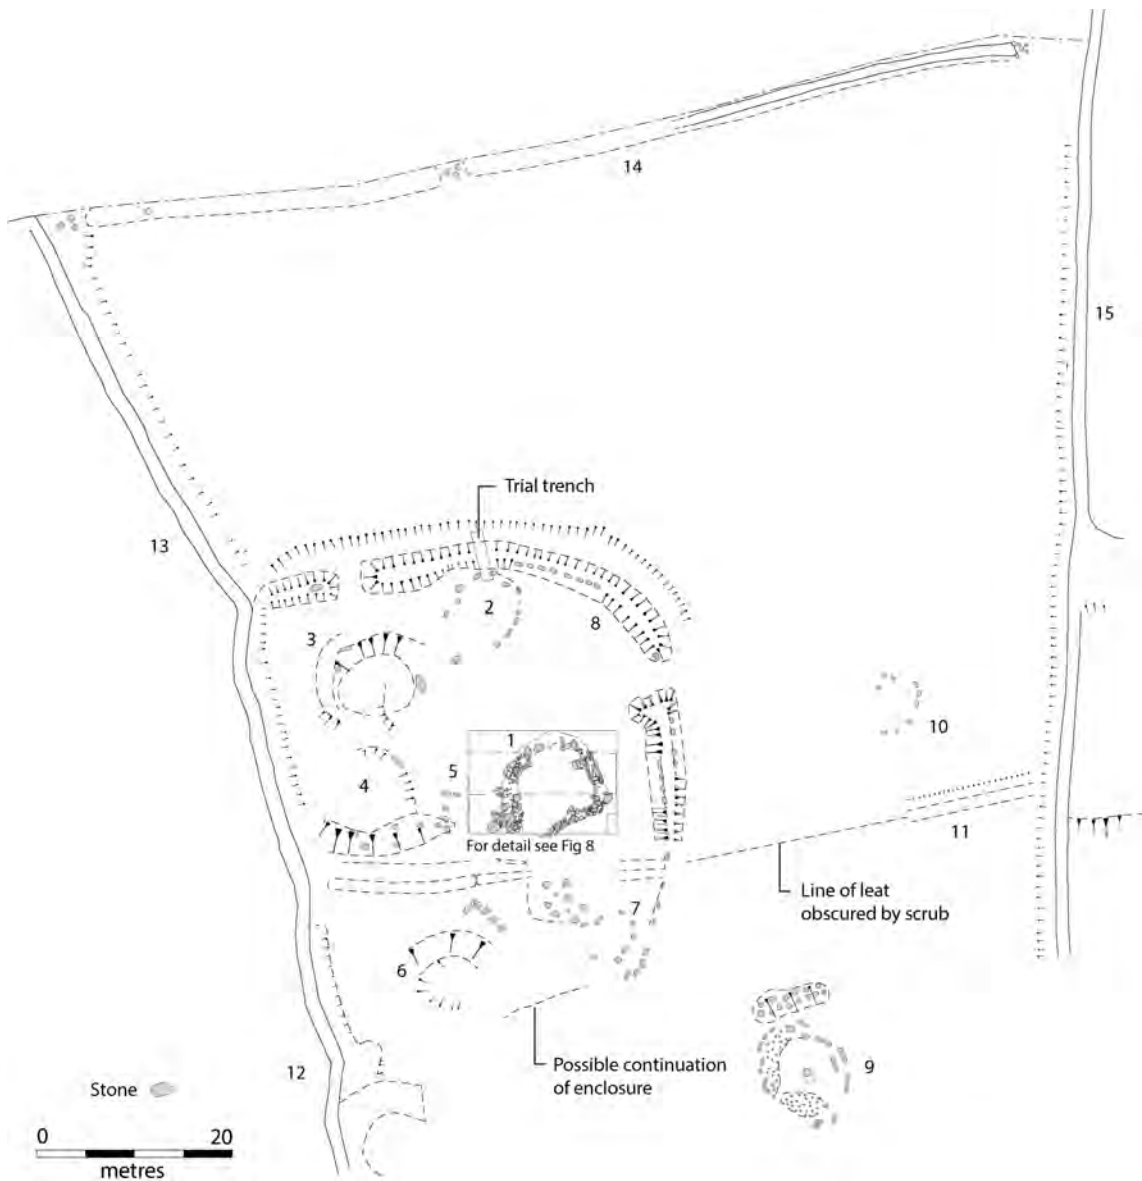 14
15
Trial trench
13
2
8
3
1
10
5
4
For detail see Fig 8
11
Line of leat
obscured by scrub
7
6
Possible continuation
of enclosure
9
12
Stone
0 20
metres